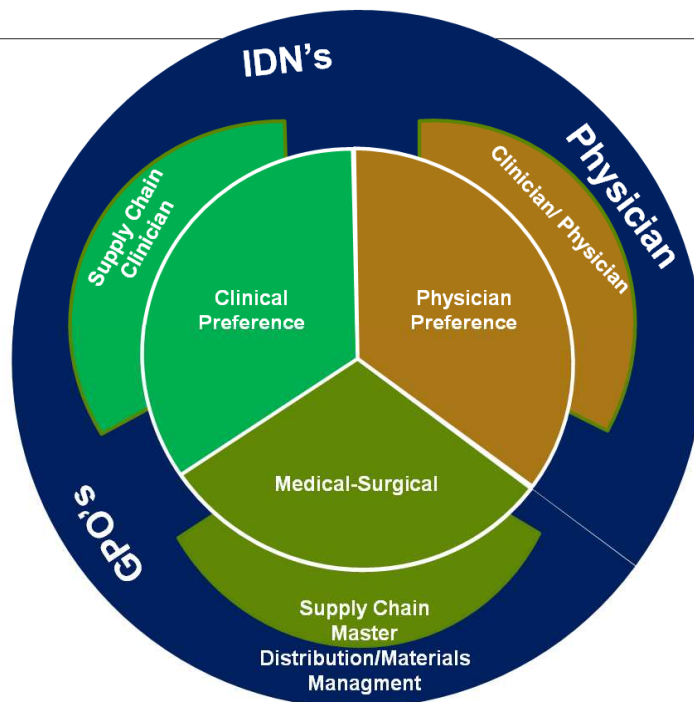 IDN's
Physician
Supply Chain
Clinician
Clinician/ Physician
Clinical
Preference
Physician
Preference
Medical-Surgical
GPO's
Supply Chain
Master
Distribution/Materials
Managment